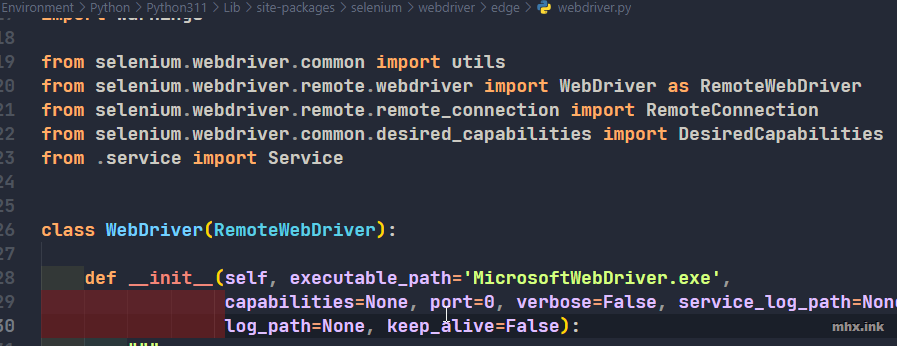 Environment > Python > Python311 > Lib > site-packages > selenium > webdriver > edge > webdriver.py
import warnings
18
19 from selenium.webdriver.common import utils
20 from selenium.webdriver.remote.webdriver import WebDriver as RemoteWebDriver
21 from selenium.webdriver.remote.remote_connection import RemoteConnection
22 from selenium.webdriver.common.desired_capabilities import DesiredCapabilities
23 from .service import Service
24
25
26 class WebDriver(RemoteWebDriver):
27
28 def __init__(self, executable_path='MicrosoftWebDriver.exe',
29 capabilities=None, port=0, verbose=False, service_log_path=None
30 log_path=None, keep_alive=False):
"""
mhx.ink